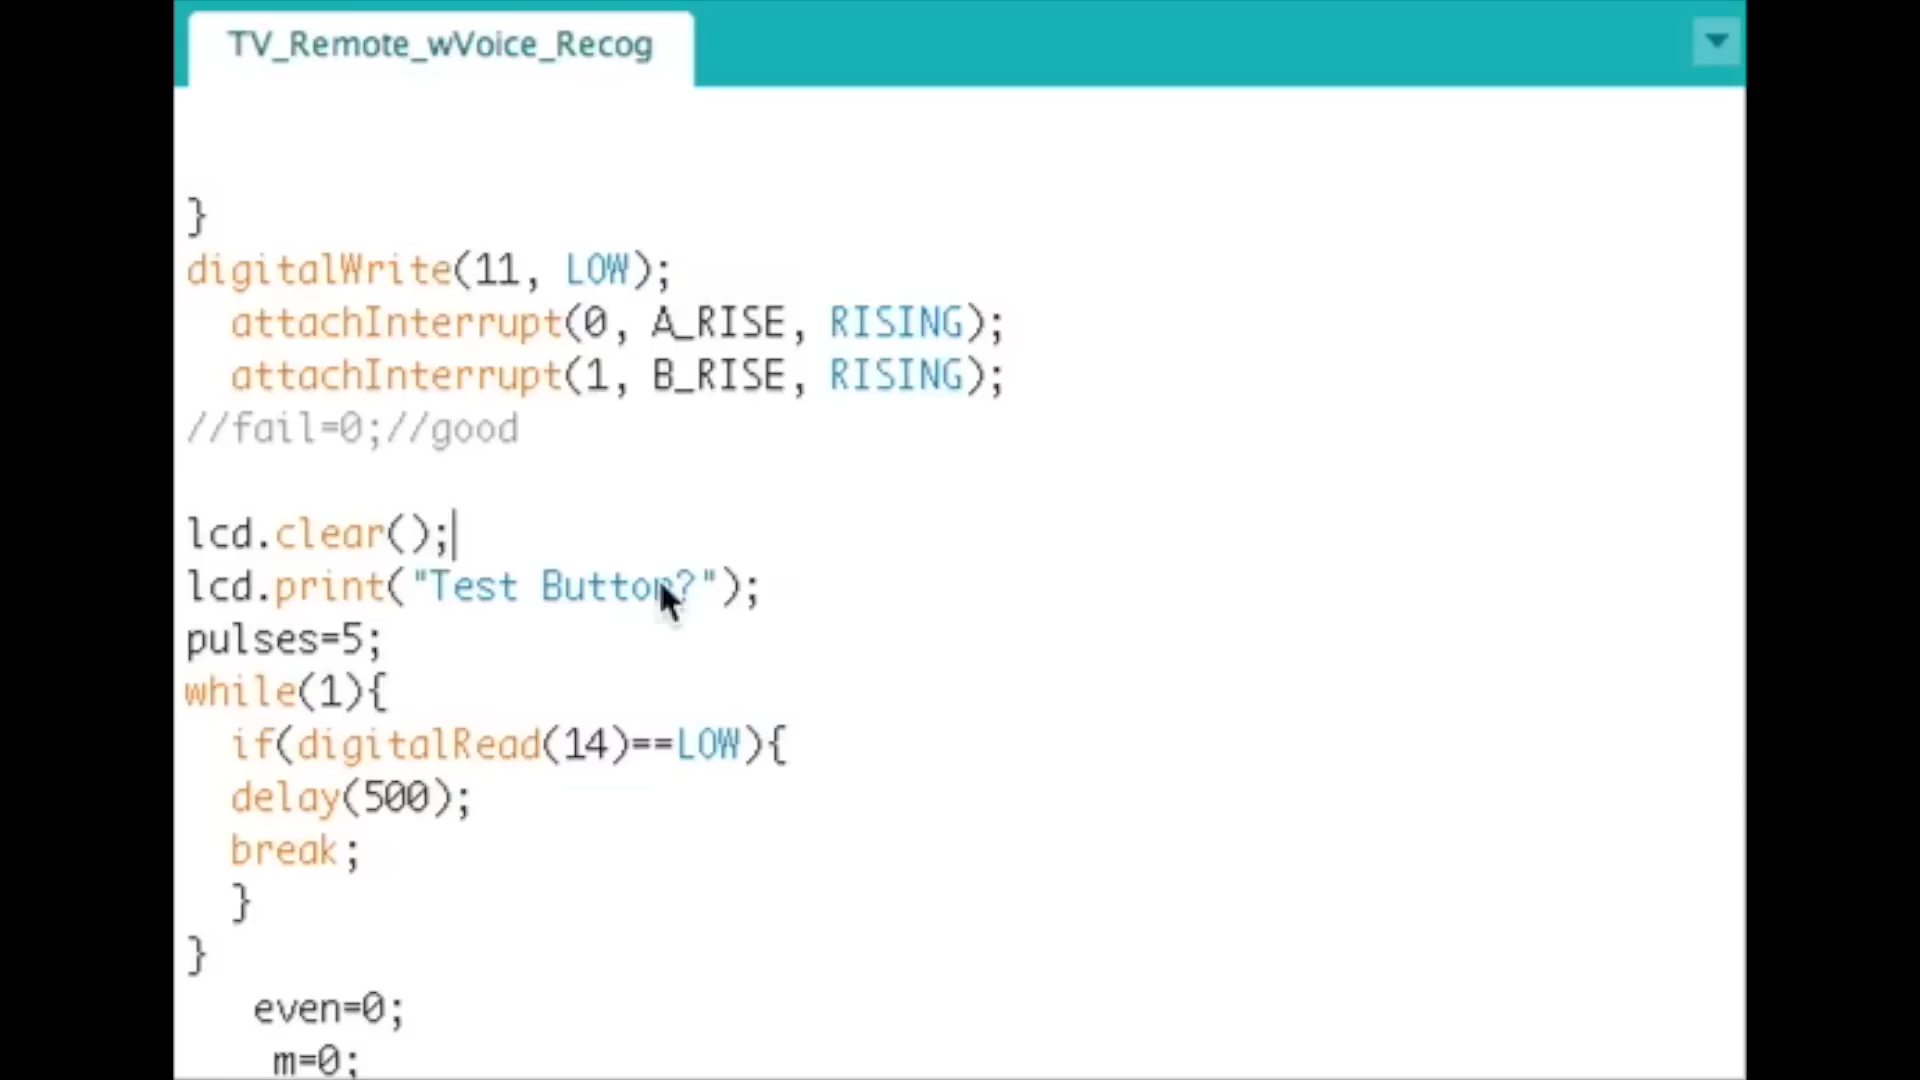 TV_Remote_wVoice_Recog
}
digitalWrite(11, LOW);
attachInterrupt(0, A_RISE, RISING);
attachInterrupt(1, B_RISE, RISING);
//fail=0;//good
lcd.clear();
lcd.print("Test Button?");
pulses=5;
while(1){
if(digitalRead(14)==LOW){
delay(500);
break;
}
}
even=0;
m=0;